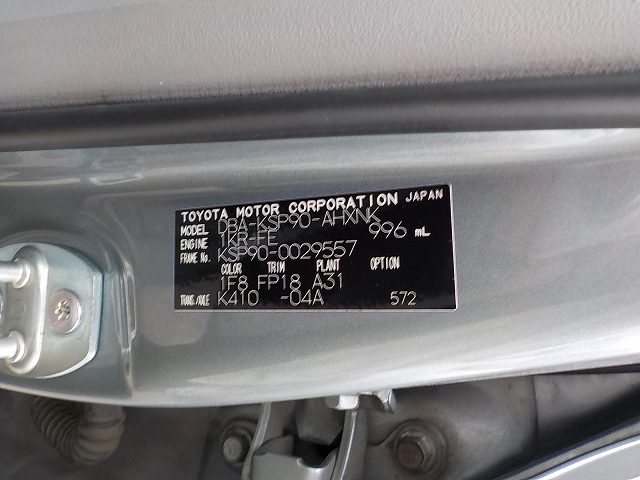 TOYOTA MOTOR CORPORATION JAPAN
MODEL DBA-KSP90-AHXNK
ENGINE 1KR-FE 996 mL
FRAME No. KSP90-0029557
COLOR TRIM PLANT OPTION
1F8 FP18 A31
TRANS./AXLE K410 -04A 572